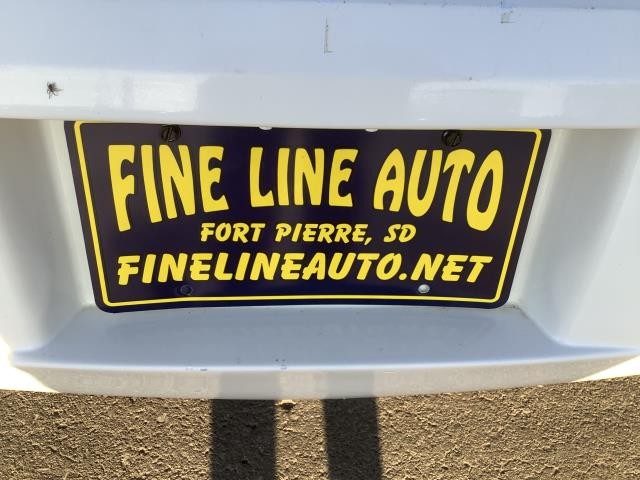 FINE LINE AUTO
FORT PIERRE, SD
FINELINEAUTO.NET